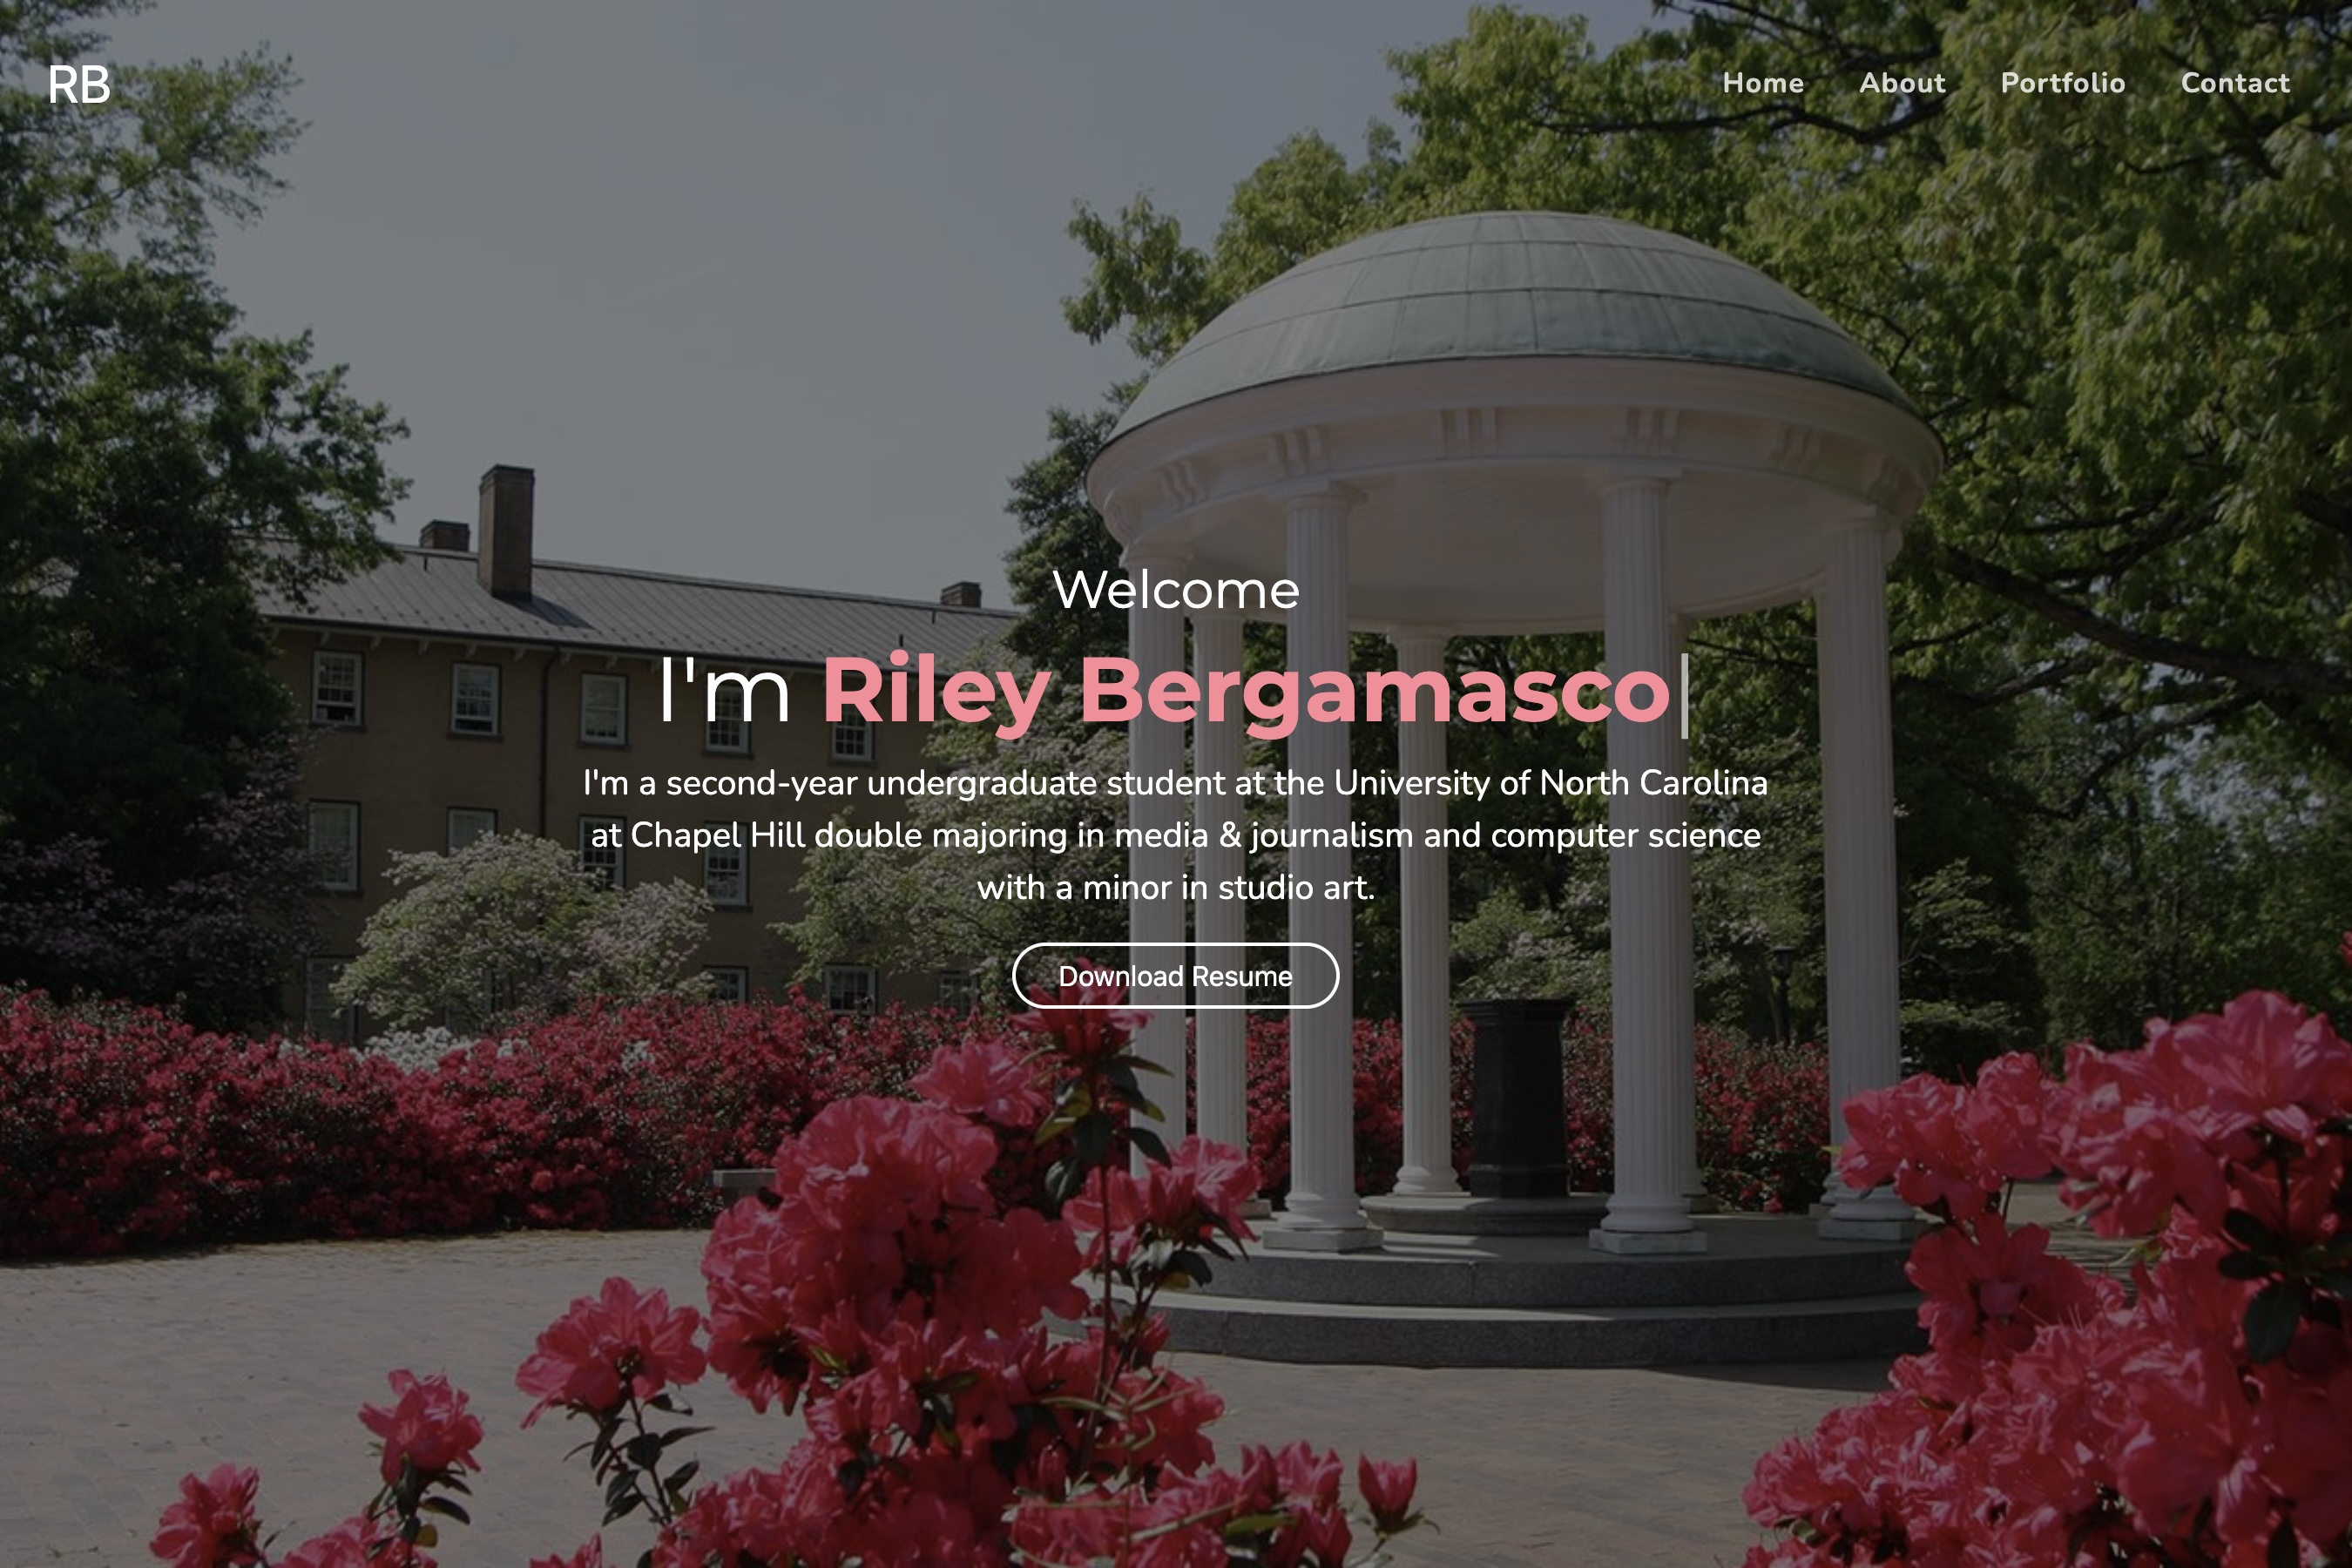 RB
Home About Portfolio Contact
Welcome
I'm Riley Bergamasco
I'm a second-year undergraduate student at the University of North Carolina
at Chapel Hill double majoring in media & journalism and computer science
with a minor in studio art.
Download Resume